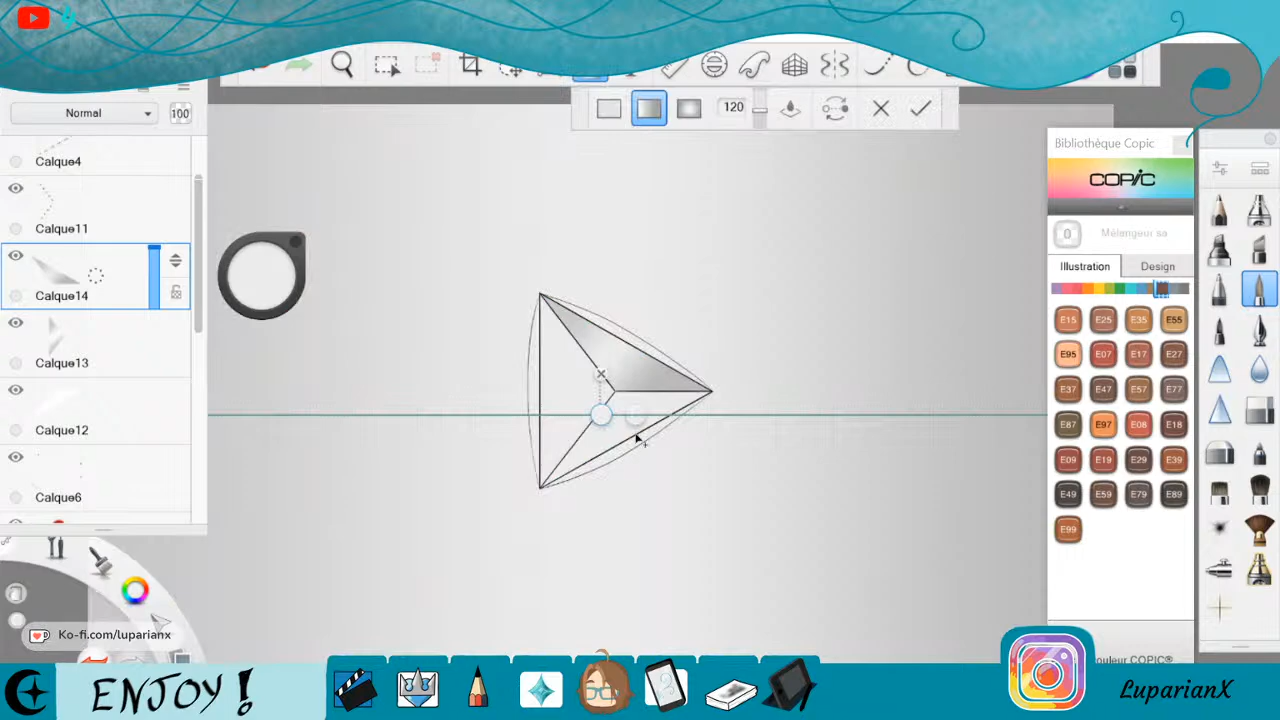 Normal
100
120
Calque4
Calque11
Calque14
Calque13
Calque12
Calque6
Bibliothèque Copic
COPIC
0
Mélangeur sa
Illustration
Design
E15 E25 E35 E55
E95 E07 E17 E27
E37 E47 E57 E77
E87 E97 E08 E18
E09 E19 E29 E39
E49 E59 E79 E89
E99
ouleur COPIC®
Ko-fi.com/luparianx
ENJOY !
LuparianX